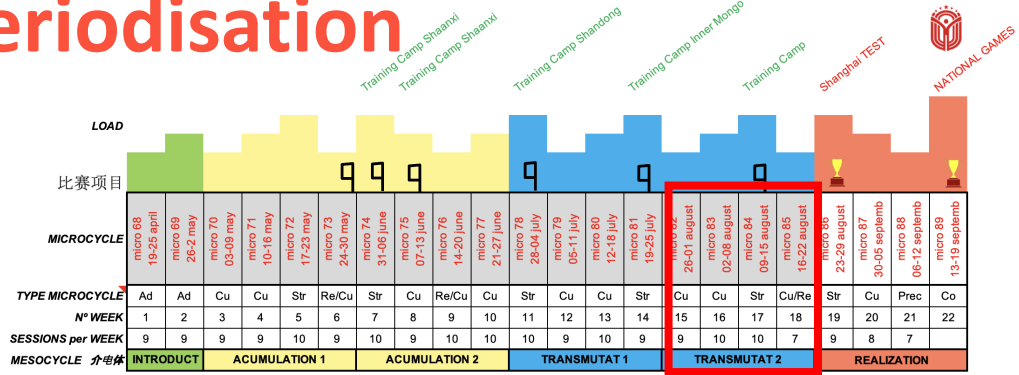 eriodisation
Training Camp Shaanxi
Training Camp Shaanxi
Training Camp Shandong
Training Camp Inner Mongo
Training Camp
Shanghai TEST
NATIONAL GAMES
LOAD
比赛项目
MICROCYCLE
micro 68
19-25 april
micro 69
26-2 may
micro 70
03-09 may
micro 71
10-16 may
micro 72
17-23 may
micro 73
24-30 may
micro 74
31-06 june
micro 75
07-13 june
micro 76
14-20 june
micro 77
21-27 june
micro 78
28-04 july
micro 79
05-11 july
micro 80
12-18 july
micro 81
19-25 july
26-01 august
micro 83
02-08 august
micro 84
09-15 august
micro 85
16-22 august
micro 86
23-29 august
micro 87
30-05 septemb
micro 88
06-12 septemb
micro 89
13-19 septemb
TYPE MICROCYCLE Ad Ad Cu Cu Str Re/Cu Str Cu Re/Cu Cu Str Cu Cu Str Cu Cu Str Cu/Re Str Cu Prec Co
Nº WEEK 1 2 3 4 5 6 7 8 9 10 11 12 13 14 15 16 17 18 19 20 21 22
SESSIONS per WEEK 9 9 9 9 10 9 10 9 10 10 10 9 10 9 9 10 10 7 9 8 7
MESOCYCLE 介电体 INTRODUCT ACUMULATION 1 ACUMULATION 2 TRANSMUTAT 1 TRANSMUTAT 2 REALIZATION